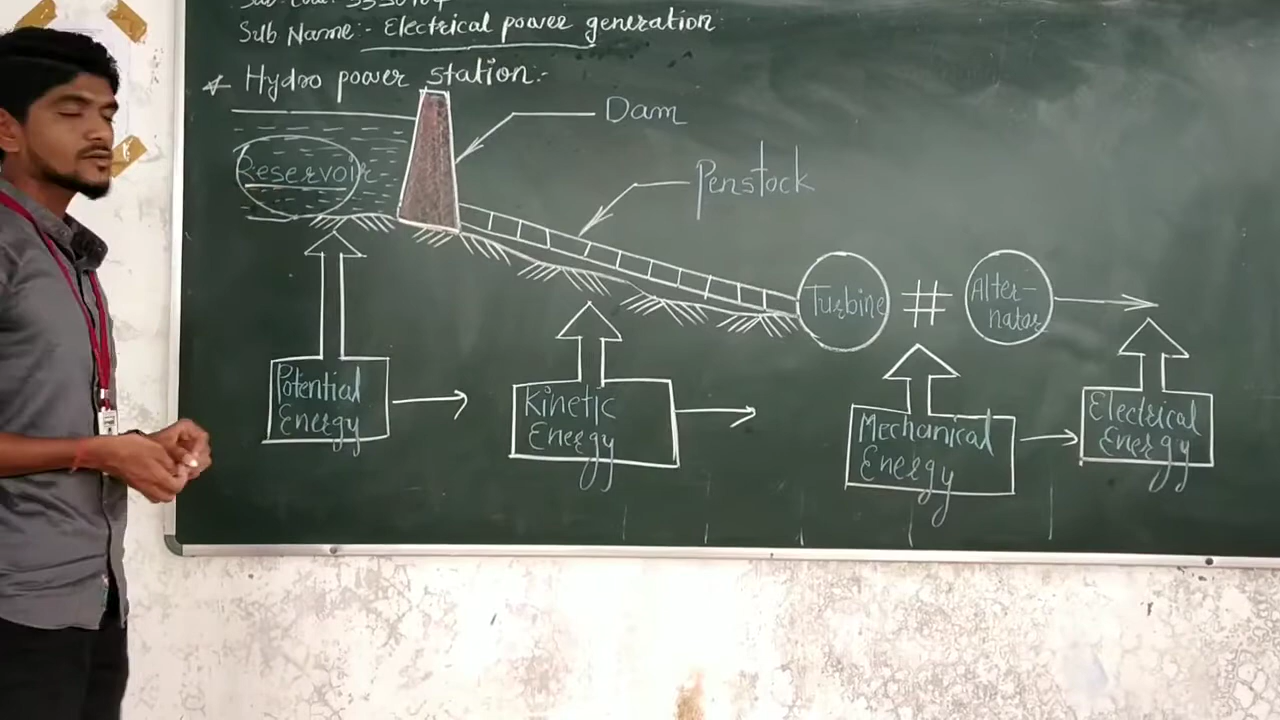 Sub Name:- Electrical power generation
* Hydro power station:-
Dam
Reservoir
Penstock
Turbine # Alter-
nator
Potential
Energy
Kinetic
Energy
Mechanical
Energy
Electrical
Energy